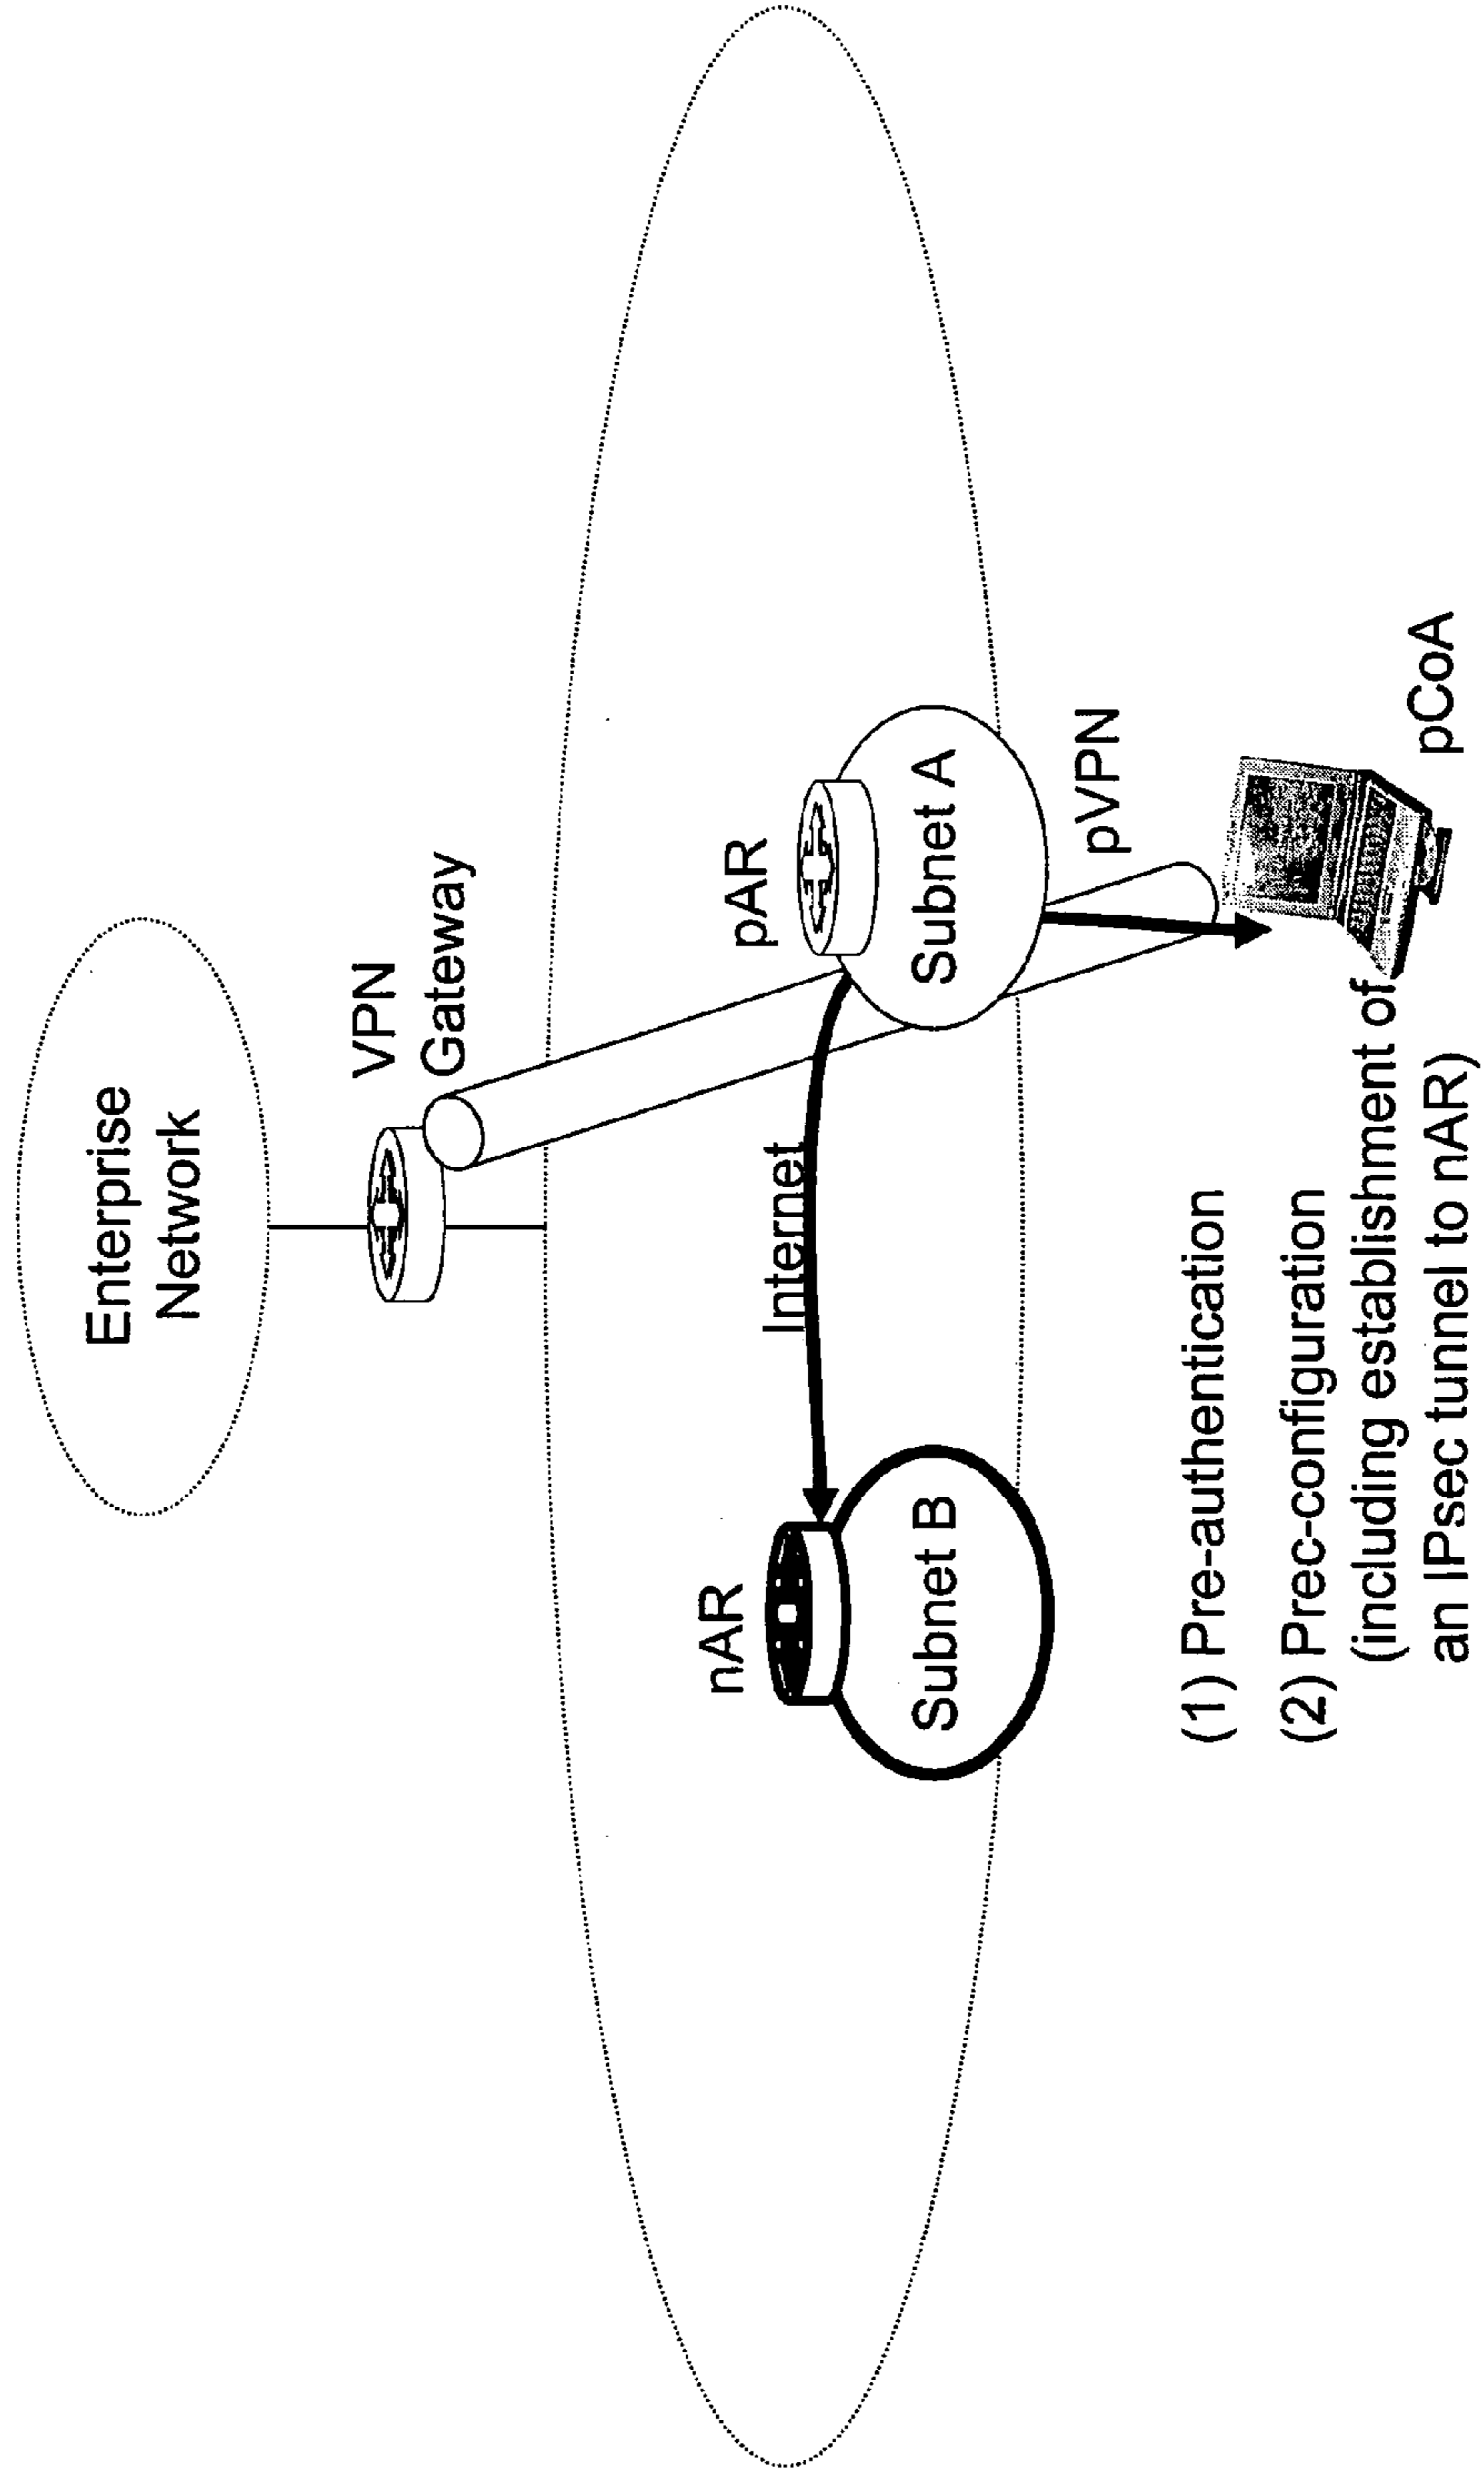 Enterprise
Network
VPN
Gateway
Internet
nAR
pAR
Subnet B
Subnet A
pVPN
pCoA
(1) Pre-authentication
(2) Prec-configuration
(including establishment of
an IPsec tunnel to nAR)